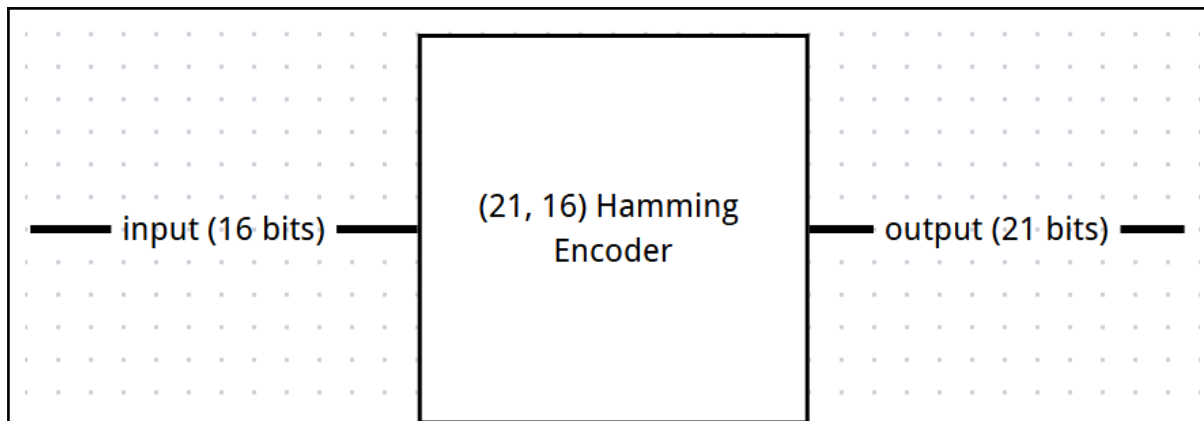 input (16 bits)
(21, 16) Hamming
Encoder
output (21 bits)